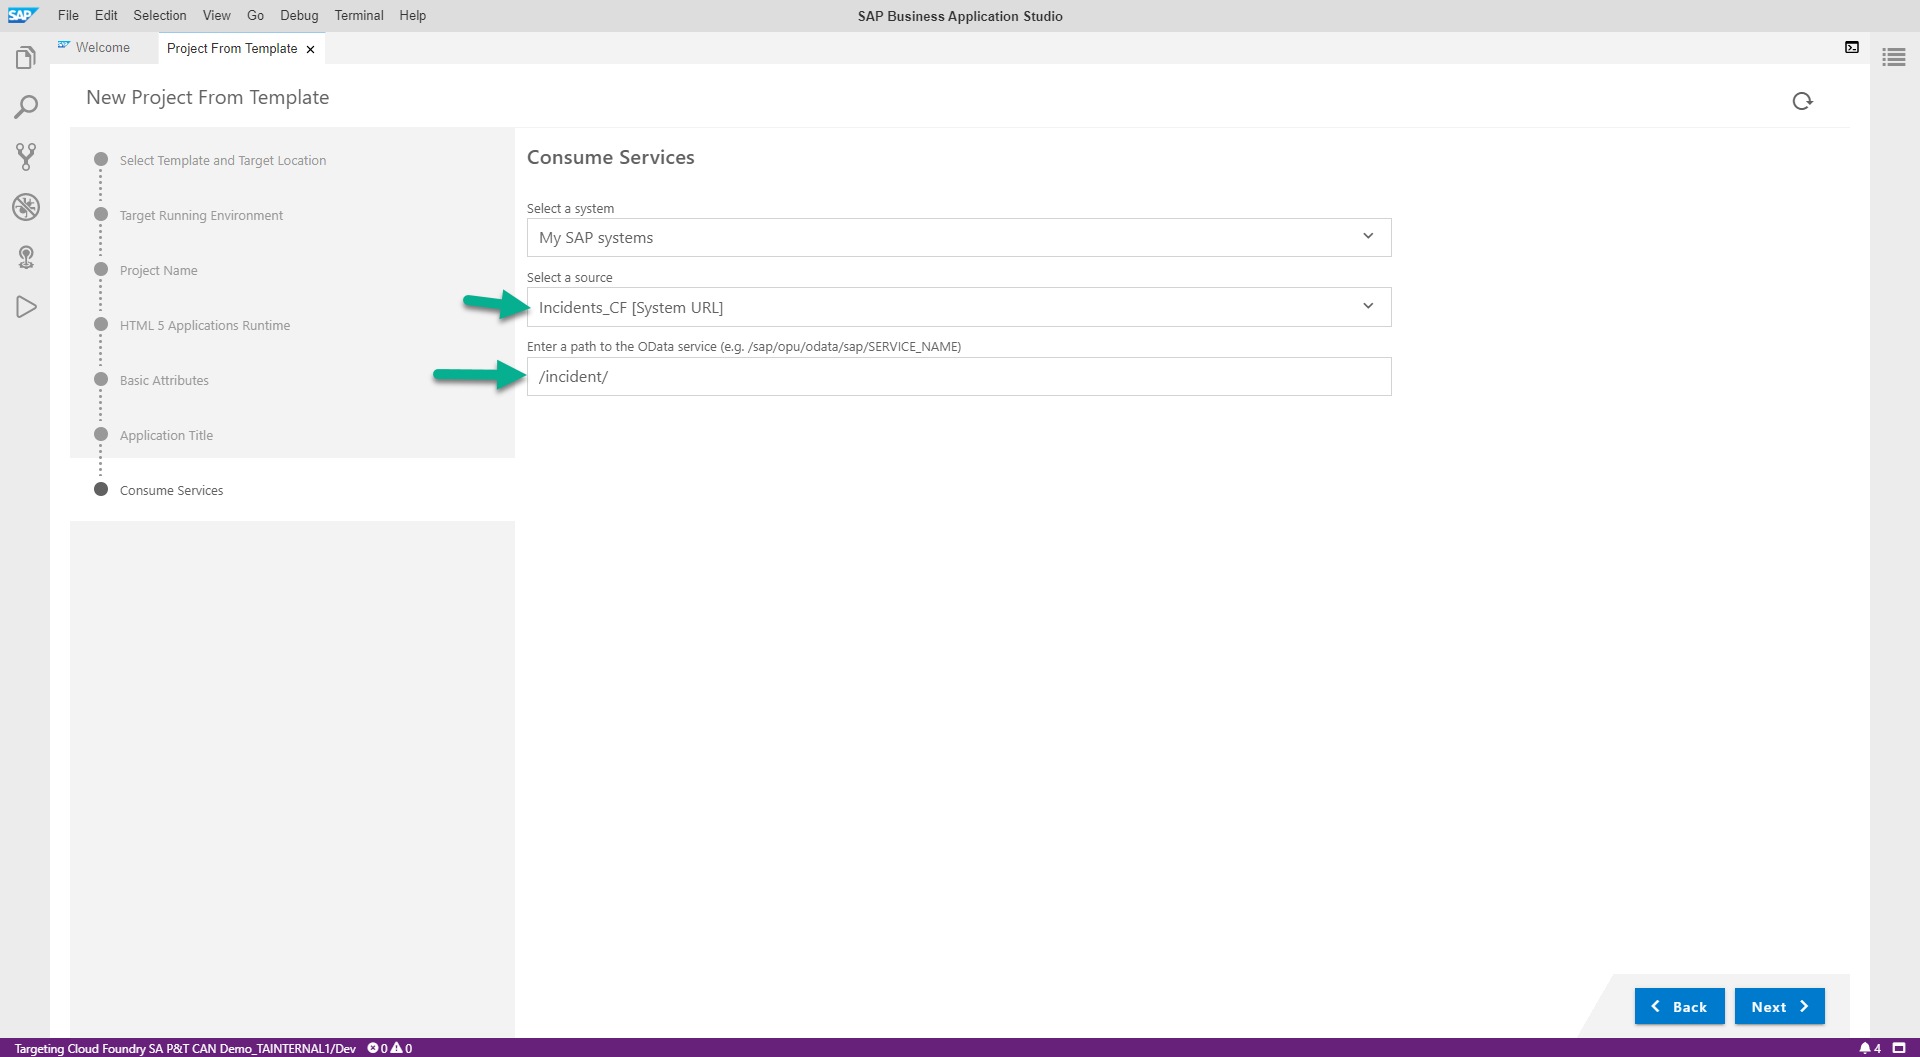 SAP File Edit Selection View Go Debug Terminal Help SAP Business Application Studio
SAP Welcome Project From Template
New Project From Template
Select Template and Target Location
Target Running Environment
Project Name
HTML 5 Applications Runtime
Basic Attributes
Application Title
Consume Services
Consume Services
Select a system
My SAP systems
Select a source
Incidents_CF [System URL]
Enter a path to the OData service (e.g. /sap/opu/odata/sap/SERVICE_NAME)
/incident/
Back Next
Targeting Cloud Foundry SA P&T CAN Demo_TAINTERNAL1/Dev 0 0 4